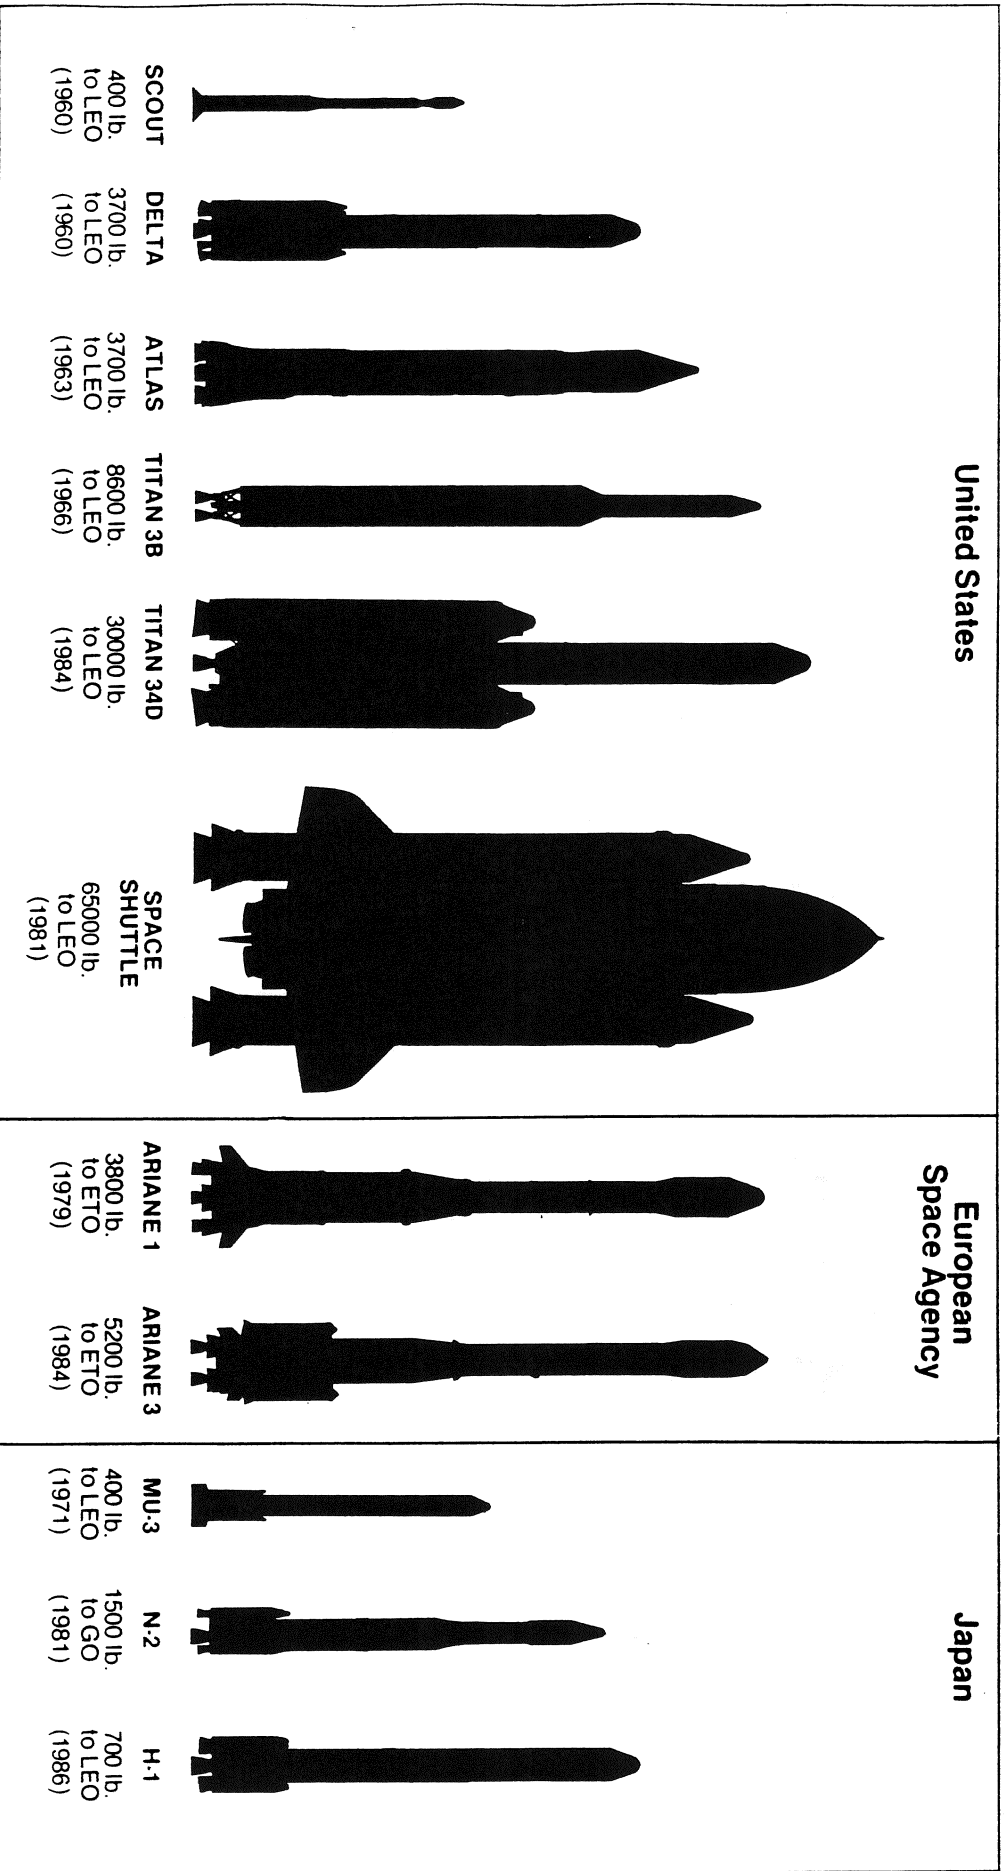 United States
SCOUT
400 lb.
to LEO
(1960)
DELTA
3700 lb.
to LEO
(1960)
ATLAS
3700 lb.
to LEO
(1963)
TITAN 3B
8600 lb.
to LEO
(1966)
TITAN 34D
30000 lb.
to LEO
(1984)
SPACE
SHUTTLE
65000 lb.
to LEO
(1981)
European
Space Agency
ARIANE 1
3800 lb.
to ETO
(1979)
ARIANE 3
5200 lb.
to ETO
(1984)
Japan
MU-3
400 lb.
to LEO
(1971)
N-2
1500 lb.
to GO
(1981)
H-1
700 lb.
to LEO
(1986)